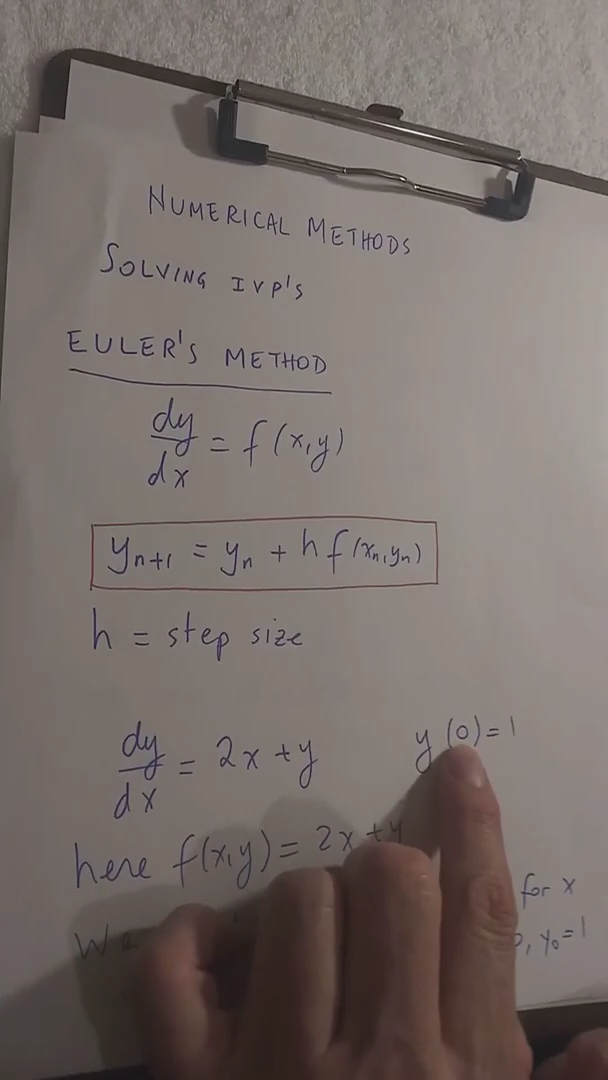 NUMERICAL METHODS
SOLVING IVP'S
EULER'S METHOD
dy/dx = f(x,y)
yₙ₊₁ = yₙ + h f(xₙ,yₙ)
h = step size
dy/dx = 2x + y y(0) = 1
here f(x,y) = 2x + y
for x
We , y₀ = 1